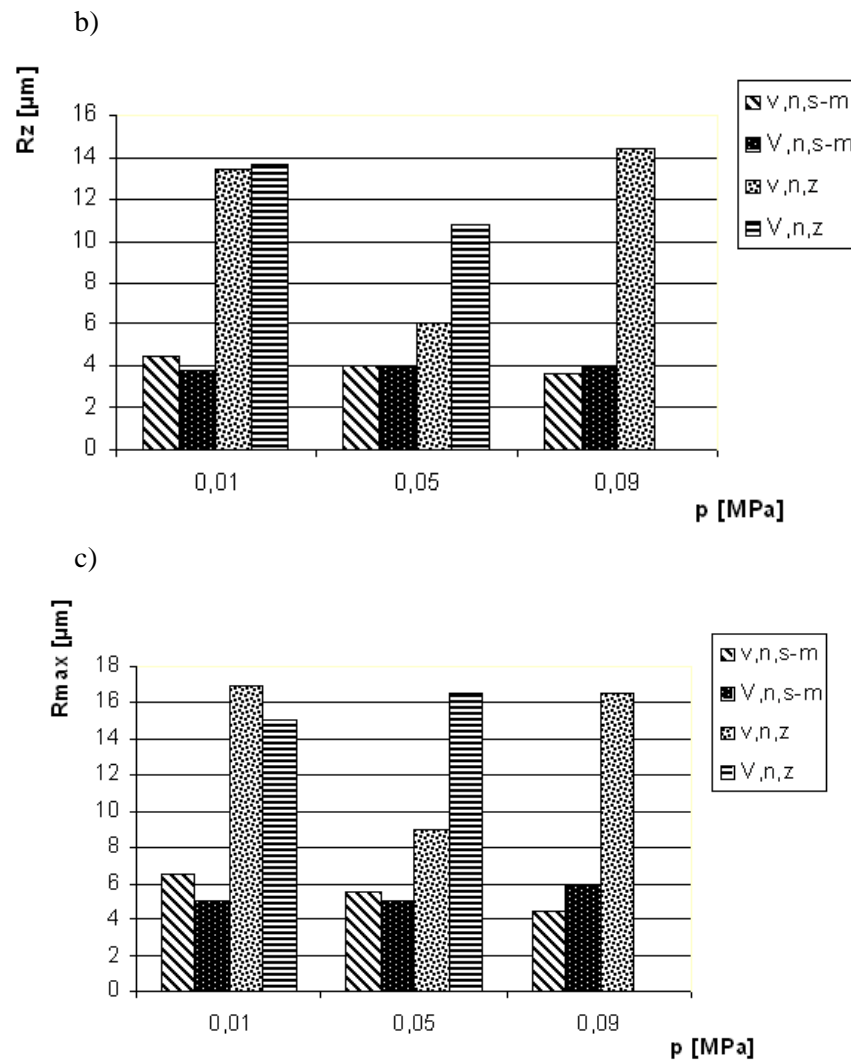 b)
Rz [µm]
16
14
12
10
8
6
4
2
0
0,01
0,05
0,09
p [MPa]
v,n,s-m
V,n,s-m
v,n,z
V,n,z
c)
Rmax [µm]
18
16
14
12
10
8
6
4
2
0
0,01
0,05
0,09
p [MPa]
v,n,s-m
V,n,s-m
v,n,z
V,n,z